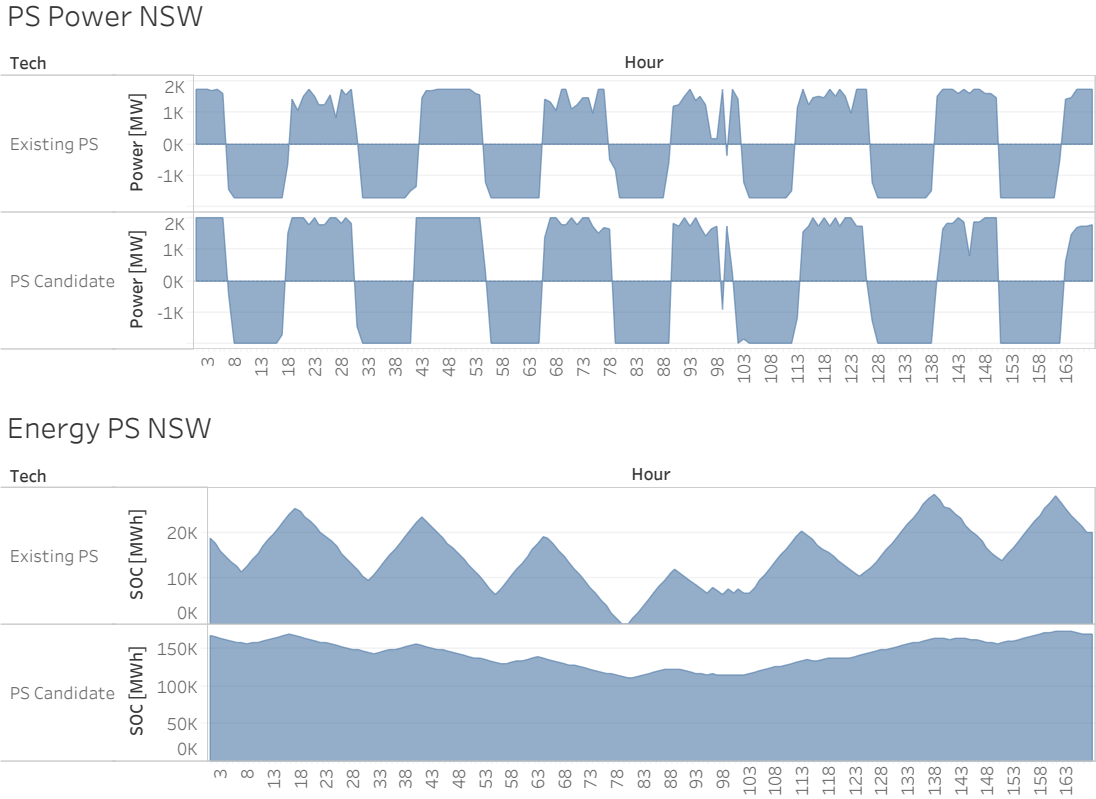 PS Power NSW
Tech
Hour
Existing PS
Power [MW]
2K
1K
0K
-1K
PS Candidate
Power [MW]
2K
1K
0K
-1K
3 8 13 18 23 28 33 38 43 48 53 58 63 68 73 78 83 88 93 98 103 108 113 118 123 128 133 138 143 148 153 158 163
Energy PS NSW
Tech
Hour
Existing PS
SOC [MWh]
20K
10K
0K
PS Candidate
SOC [MWh]
150K
100K
50K
0K
3 8 13 18 23 28 33 38 43 48 53 58 63 68 73 78 83 88 93 98 103 108 113 118 123 128 133 138 143 148 153 158 163